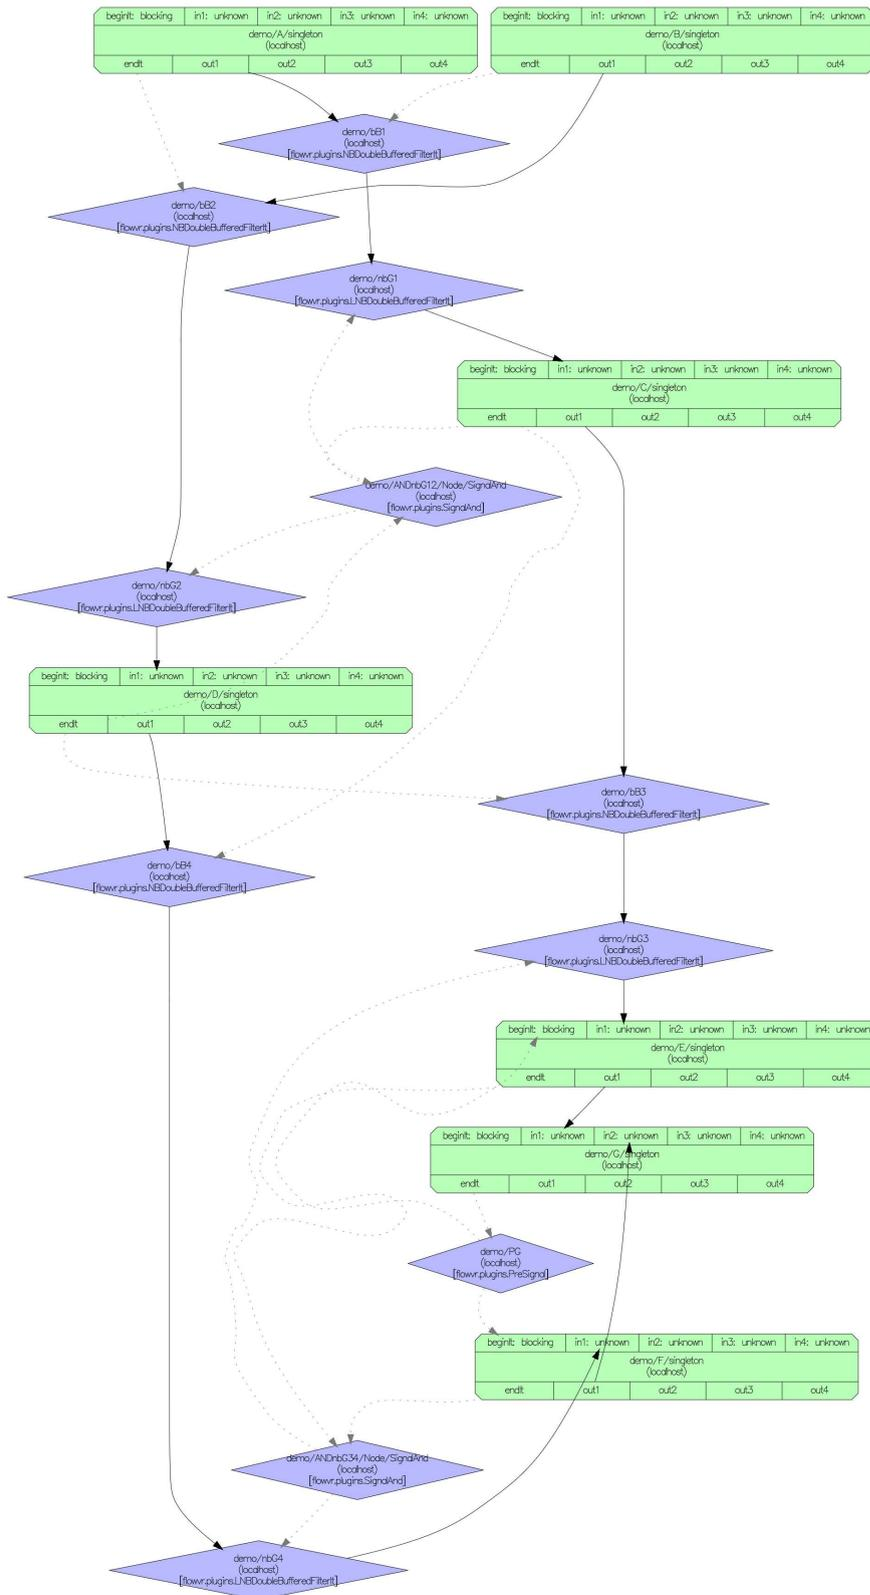 beginIt: blocking in1: unknown in2: unknown in3: unknown in4: unknown
demo/A/singleton
(localhost)
endIt out1 out2 out3 out4
beginIt: blocking in1: unknown in2: unknown in3: unknown in4: unknown
demo/B/singleton
(localhost)
endIt out1 out2 out3 out4
demo/bB1
(localhost)
[flowvr.plugins.NBDoubleBufferedFilterIt]
demo/bB2
(localhost)
[flowvr.plugins.NBDoubleBufferedFilterIt]
demo/nbG1
(localhost)
[flowvr.plugins.LNBDoubleBufferedFilterIt]
beginIt: blocking in1: unknown in2: unknown in3: unknown in4: unknown
demo/C/singleton
(localhost)
endIt out1 out2 out3 out4
demo/ANDnbG12/Node/SignalAnd
(localhost)
[flowvr.plugins.SignalAnd]
demo/nbG2
(localhost)
[flowvr.plugins.LNBDoubleBufferedFilterIt]
beginIt: blocking in1: unknown in2: unknown in3: unknown in4: unknown
demo/D/singleton
(localhost)
endIt out1 out2 out3 out4
demo/bB3
(localhost)
[flowvr.plugins.NBDoubleBufferedFilterIt]
demo/bB4
(localhost)
[flowvr.plugins.NBDoubleBufferedFilterIt]
demo/nbG3
(localhost)
[flowvr.plugins.LNBDoubleBufferedFilterIt]
beginIt: blocking in1: unknown in2: unknown in3: unknown in4: unknown
demo/E/singleton
(localhost)
endIt out1 out2 out3 out4
beginIt: blocking in1: unknown in2: unknown in3: unknown in4: unknown
demo/G/singleton
(localhost)
endIt out1 out2 out3 out4
demo/PG
(localhost)
[flowvr.plugins.PreSignal]
beginIt: blocking in1: unknown in2: unknown in3: unknown in4: unknown
demo/F/singleton
(localhost)
endIt out1 out2 out3 out4
demo/ANDnbG34/Node/SignalAnd
(localhost)
[flowvr.plugins.SignalAnd]
demo/nbG4
(localhost)
[flowvr.plugins.LNBDoubleBufferedFilterIt]